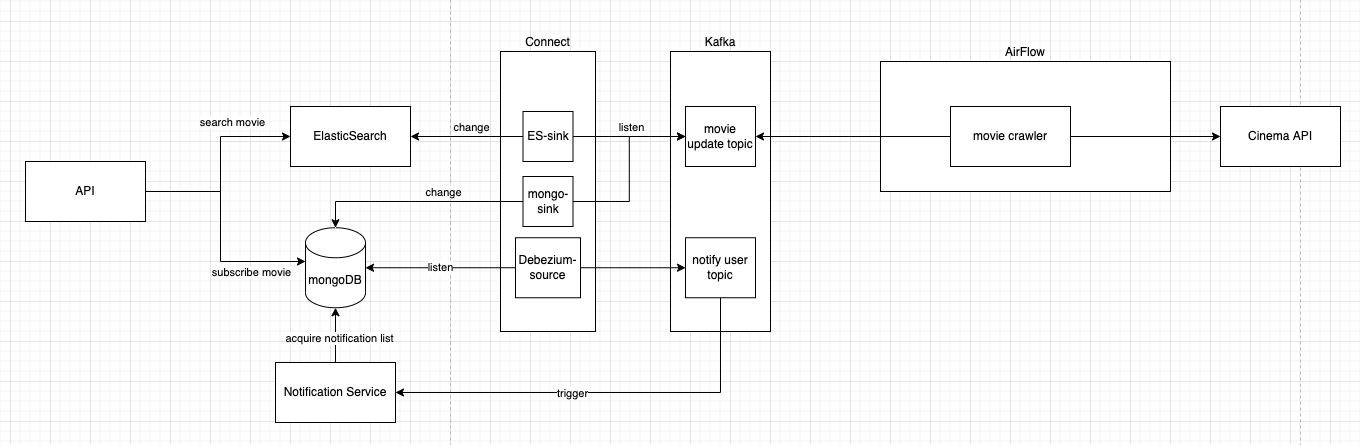 Connect
Kafka
AirFlow
search movie
ElasticSearch
change
ES-sink
listen
movie
update topic
movie crawler
Cinema API
API
change
mongo-
sink
subscribe movie
mongoDB
listen
Debezium-
source
notify user
topic
acquire notification list
Notification Service
trigger